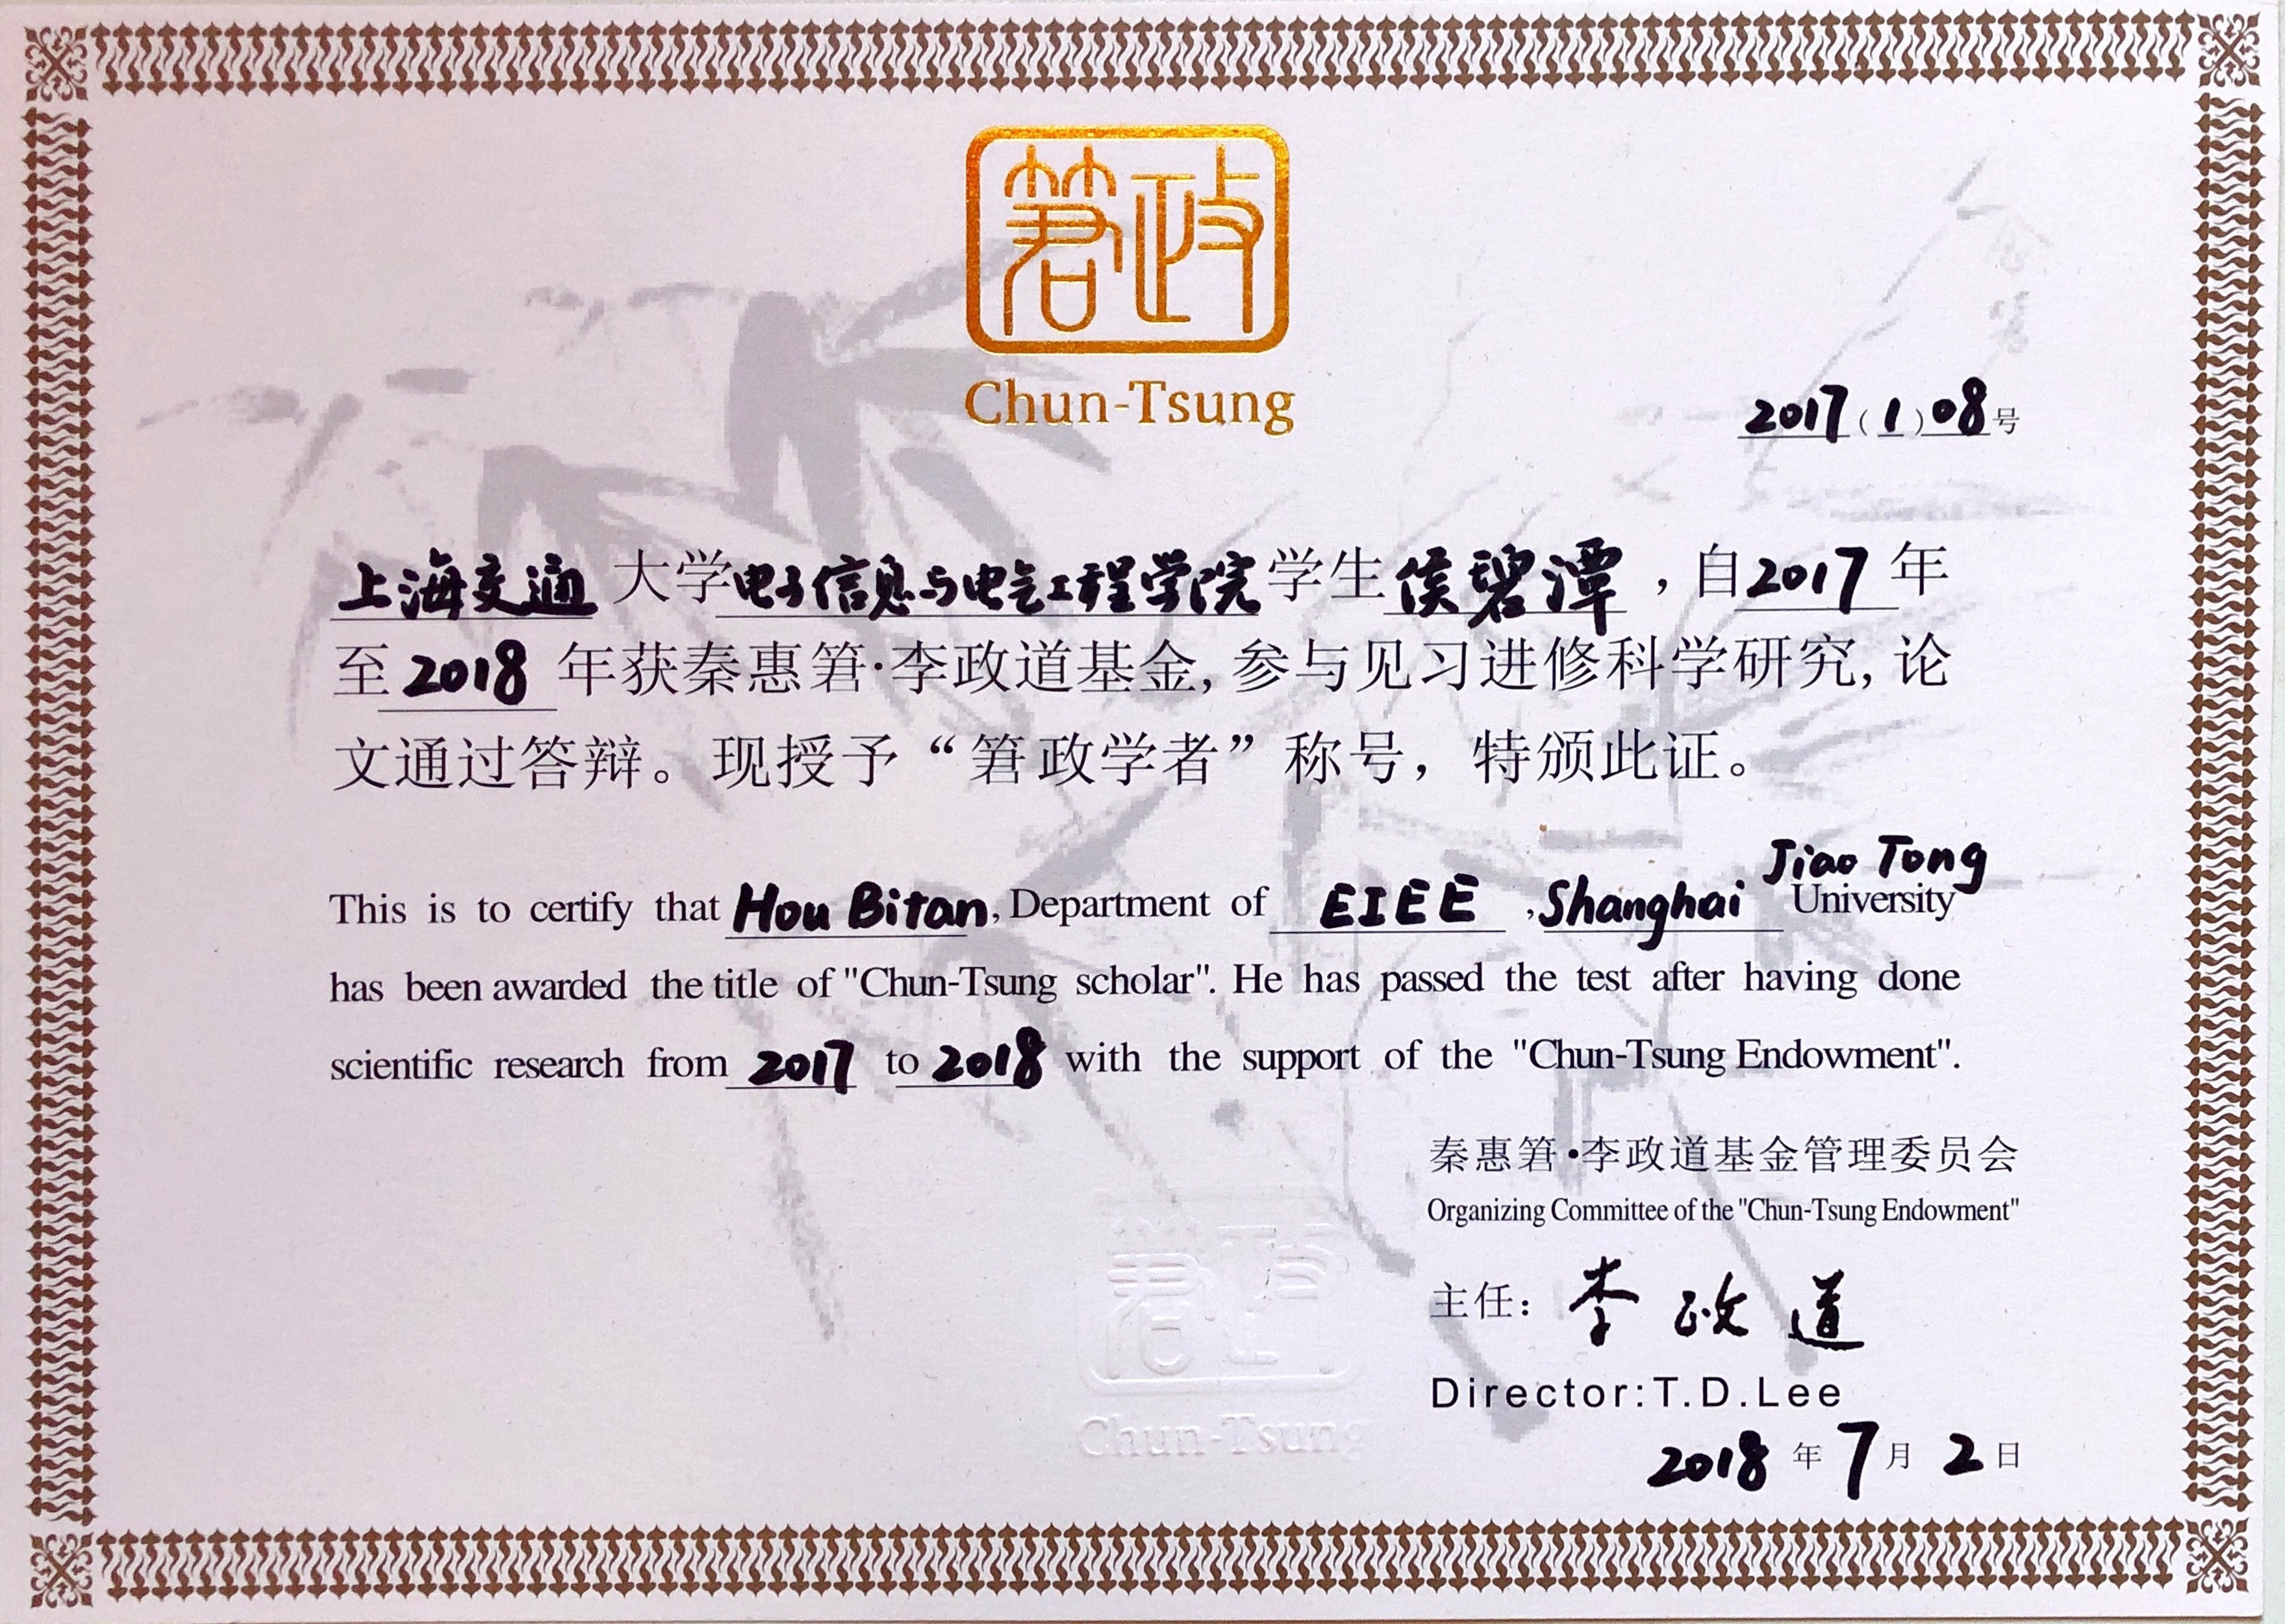 箬政
Chun-Tsung
2017(1)08号
上海交通大学电子信息与电气工程学院学生侯碧潭，自2017年
至2018年获秦惠箬·李政道基金,参与见习进修科学研究,论
文通过答辩。现授予“箬政学者”称号，特颁此证。
This is to certify that Hou Bitan, Department of EIEE, Shanghai Jiao Tong University
has been awarded the title of "Chun-Tsung scholar". He has passed the test after having done
scientific research from 2017 to 2018 with the support of the "Chun-Tsung Endowment".
秦惠箬·李政道基金管理委员会
Organizing Committee of the "Chun-Tsung Endowment"
主任：李政道
Director:T.D.Lee
2018年7月2日
箬政
Chun-Tsung